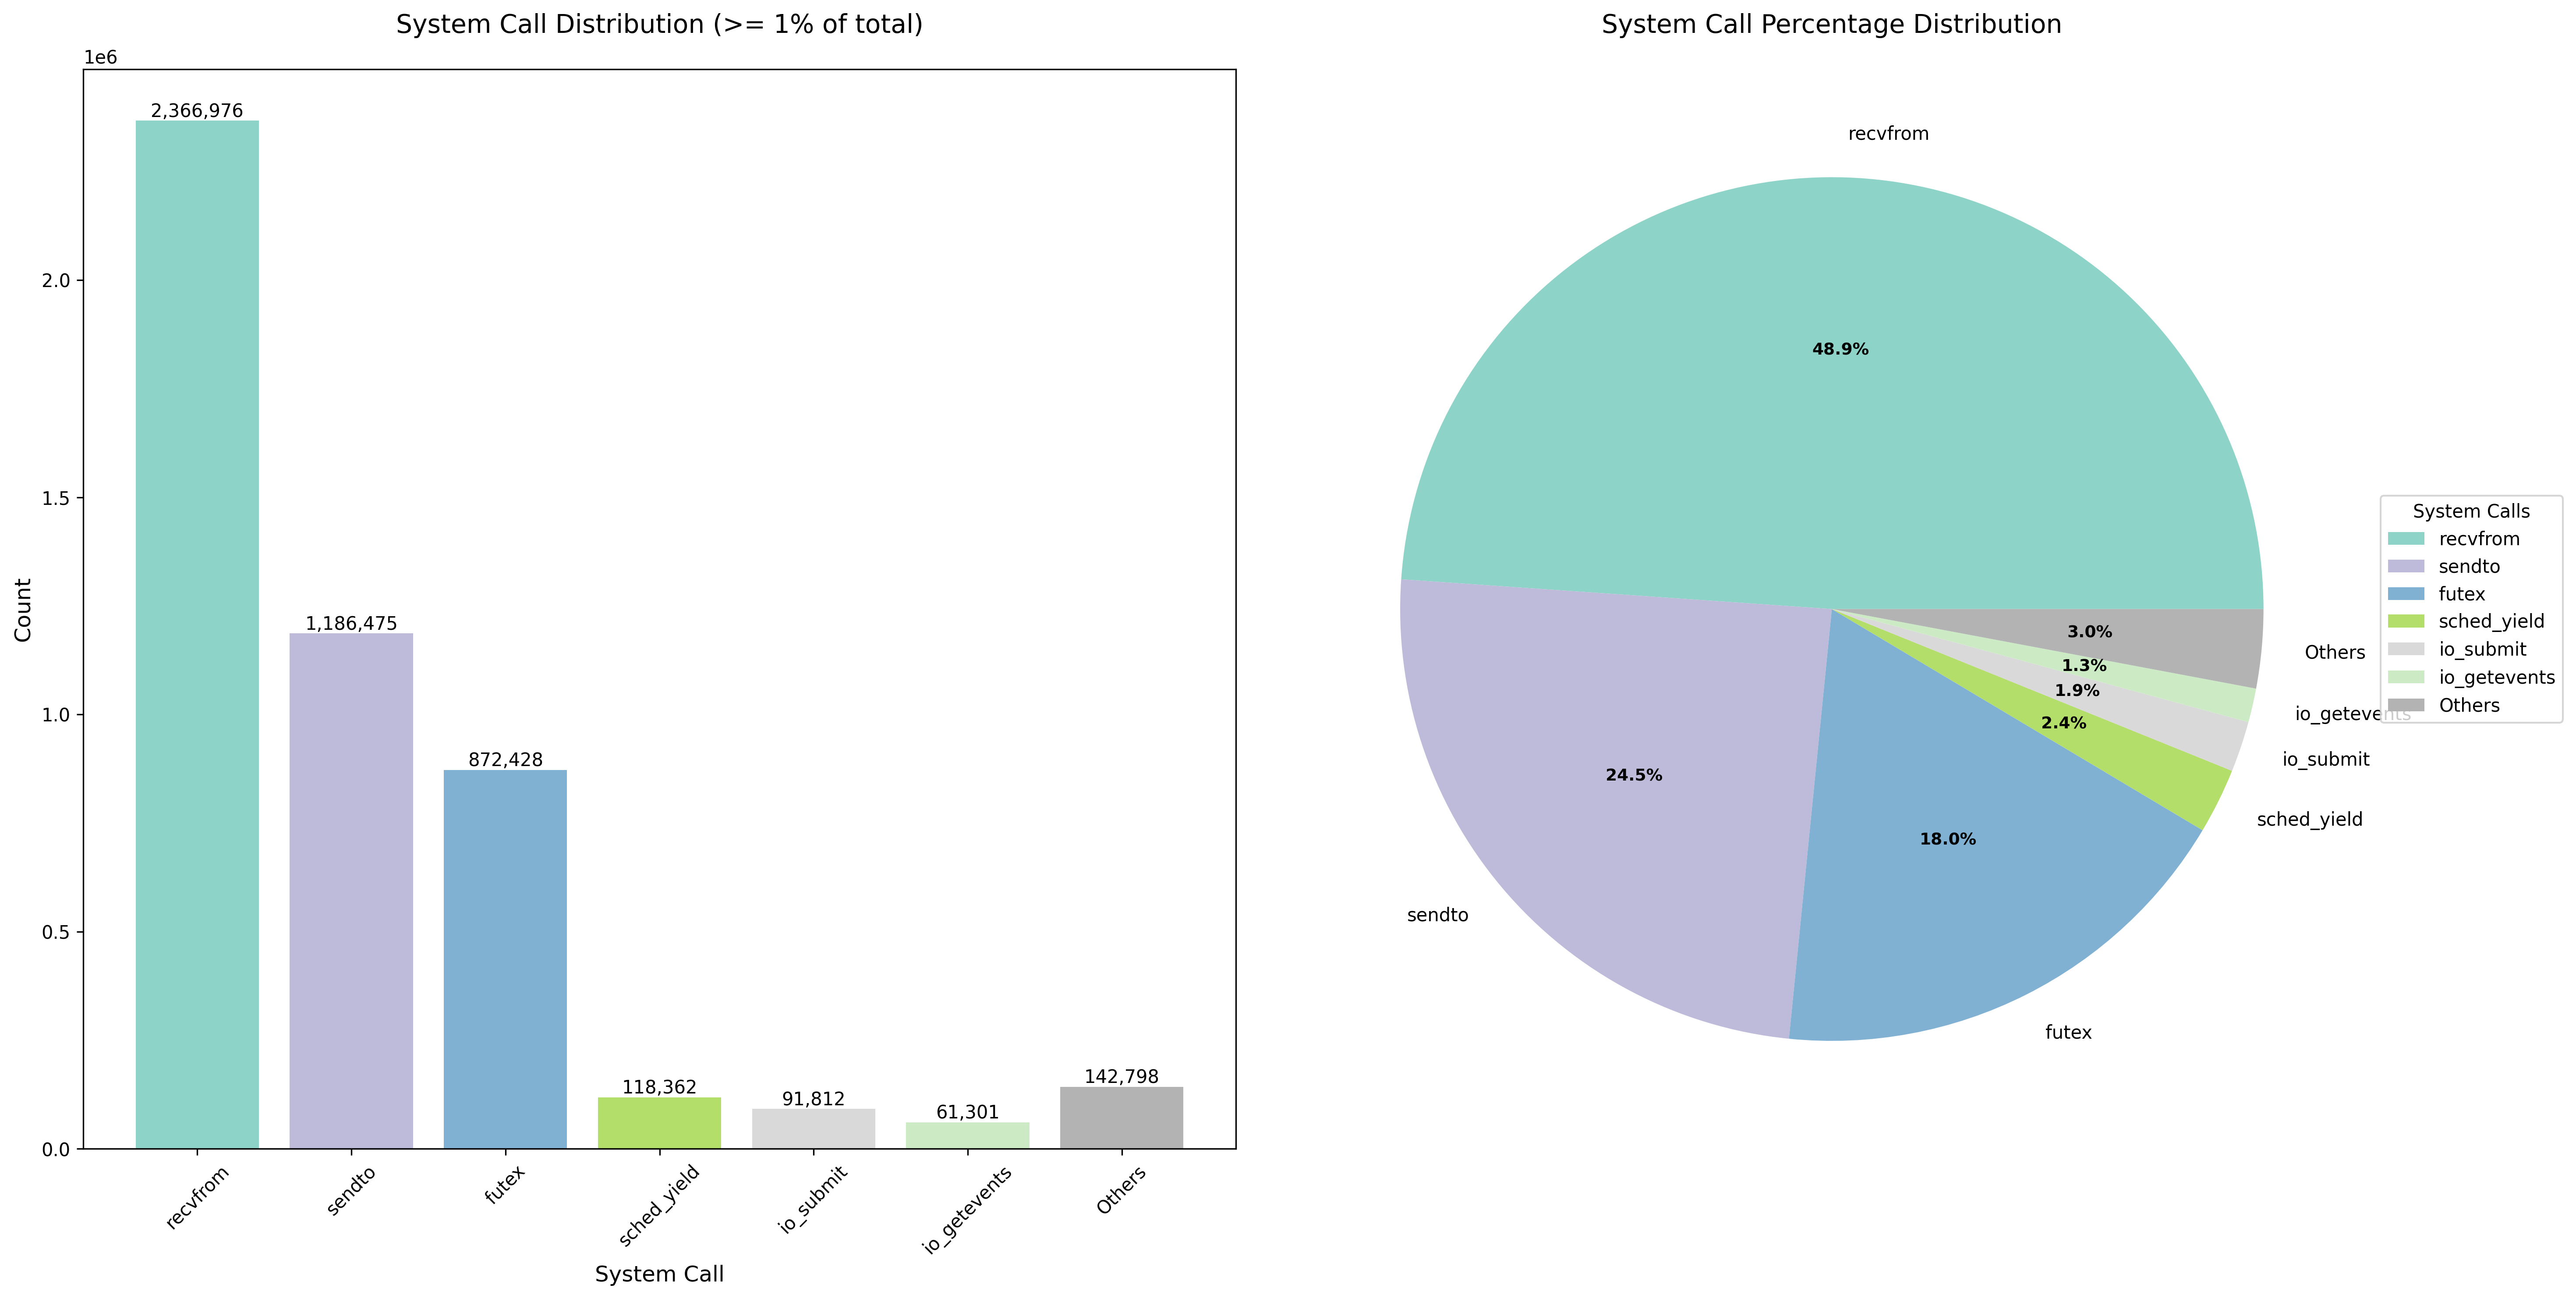 System Call Distribution (>= 1% of total)
1e6
2,366,976
1,186,475
872,428
118,362
91,812
61,301
142,798
2.0
1.5
1.0
0.5
0.0
Count
recvfrom
sendto
futex
sched_yield
io_submit
io_getevents
Others
System Call
System Call Percentage Distribution
recvfrom
48.9%
sendto
24.5%
futex
18.0%
sched_yield
2.4%
io_submit
1.9%
io_getevents
1.3%
Others
3.0%
System Calls
recvfrom
sendto
futex
sched_yield
io_submit
io_getevents
Others